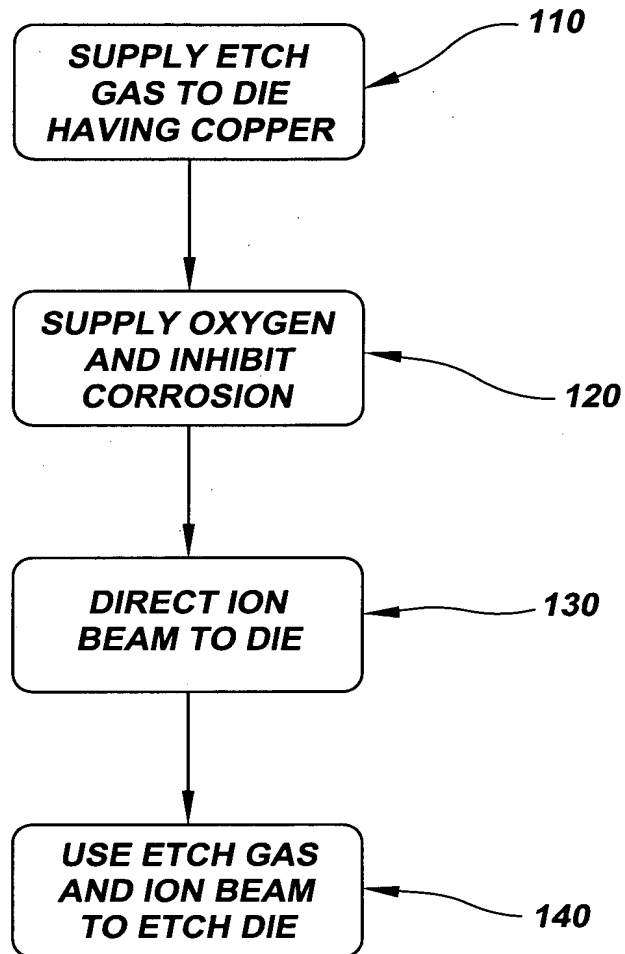 110
SUPPLY ETCH
GAS TO DIE
HAVING COPPER
SUPPLY OXYGEN
AND INHIBIT
CORROSION
120
DIRECT ION
BEAM TO DIE
130
USE ETCH GAS
AND ION BEAM
TO ETCH DIE
140